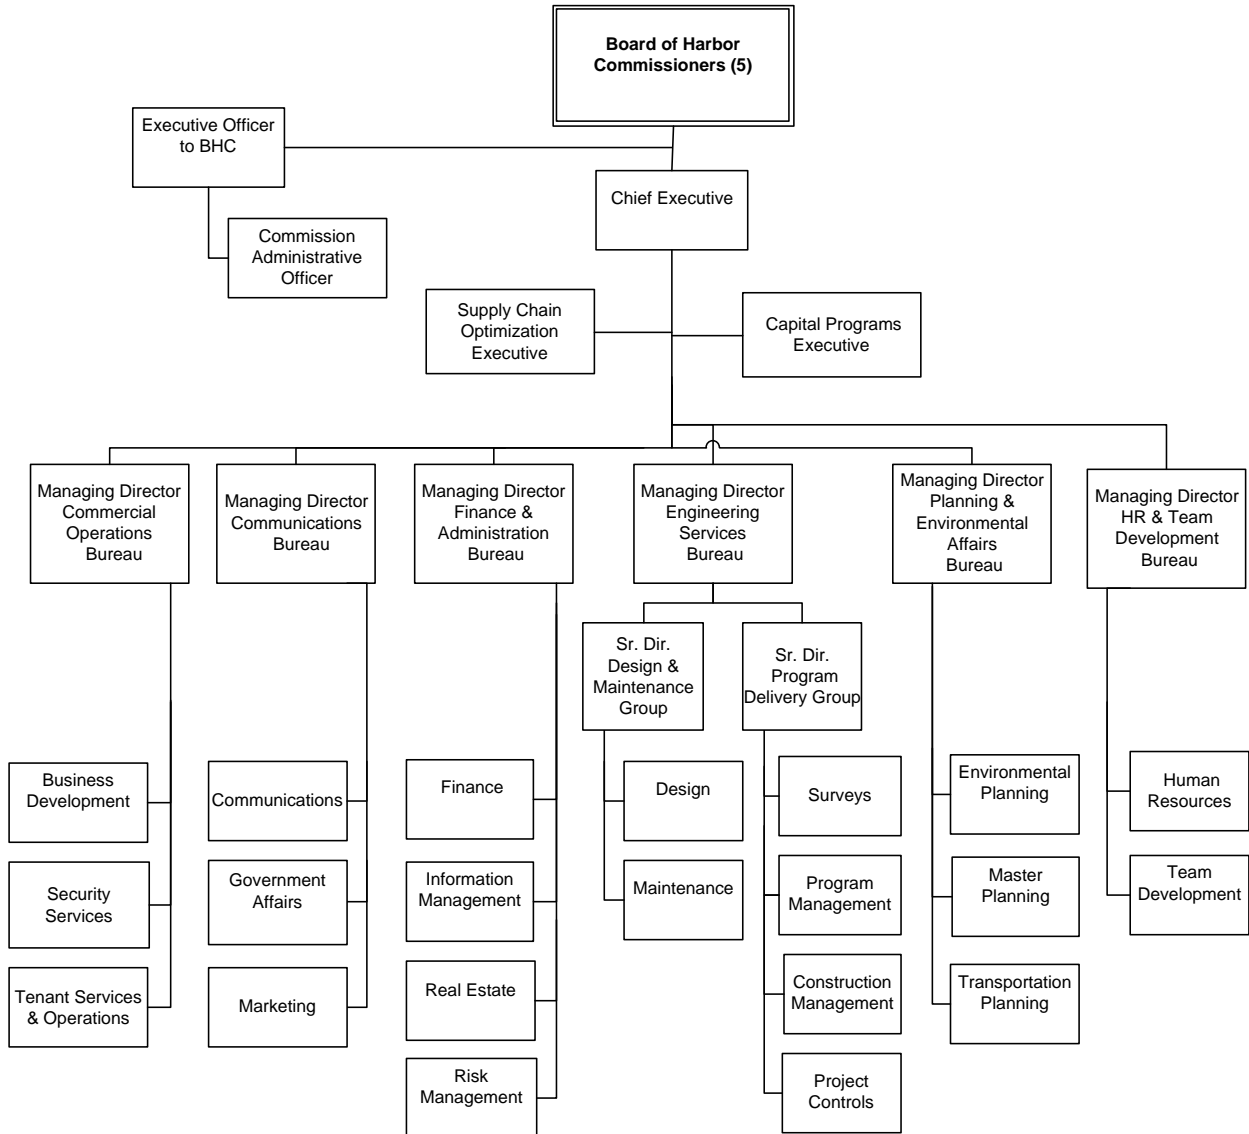 Board of Harbor
Commissioners (5)
Executive Officer
to BHC
Chief Executive
Commission
Administrative
Officer
Supply Chain
Optimization
Executive
Capital Programs
Executive
Managing Director
Commercial
Operations
Bureau
Managing Director
Communications
Bureau
Managing Director
Finance &
Administration
Bureau
Managing Director
Engineering
Services
Bureau
Managing Director
Planning &
Environmental
Affairs
Bureau
Managing Director
HR & Team
Development
Bureau
Sr. Dir.
Design &
Maintenance
Group
Sr. Dir.
Program
Delivery Group
Business
Development
Security
Services
Tenant Services
& Operations
Communications
Government
Affairs
Marketing
Finance
Information
Management
Real Estate
Risk
Management
Design
Maintenance
Surveys
Program
Management
Construction
Management
Project
Controls
Environmental
Planning
Master
Planning
Transportation
Planning
Human
Resources
Team
Development